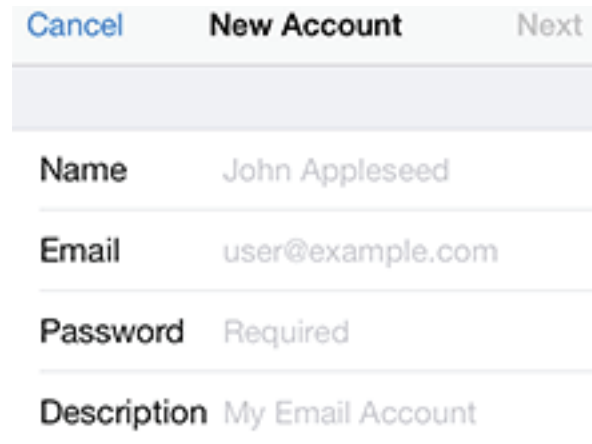 Cancel New Account Next
Name John Appleseed
Email user@example.com
Password Required
Description My Email Account